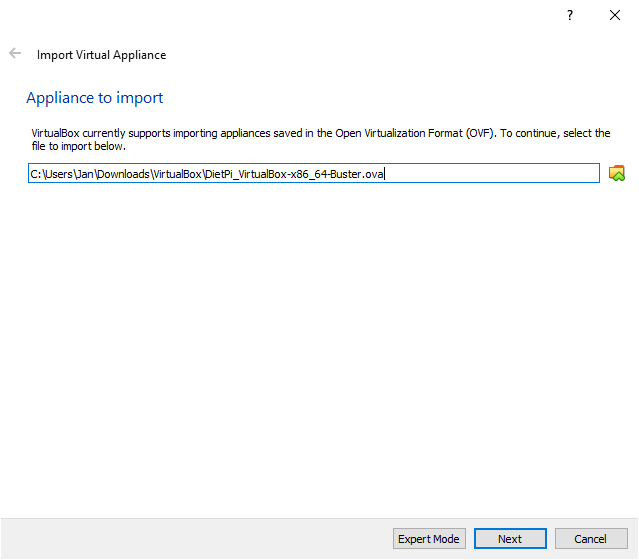 ?
Import Virtual Appliance
Appliance to import
VirtualBox currently supports importing appliances saved in the Open Virtualization Format (OVF). To continue, select the
file to import below.
C:\Users\Jan\Downloads\VirtualBox\DietPi_VirtualBox-x86_64-Buster.ova
Expert Mode
Next
Cancel